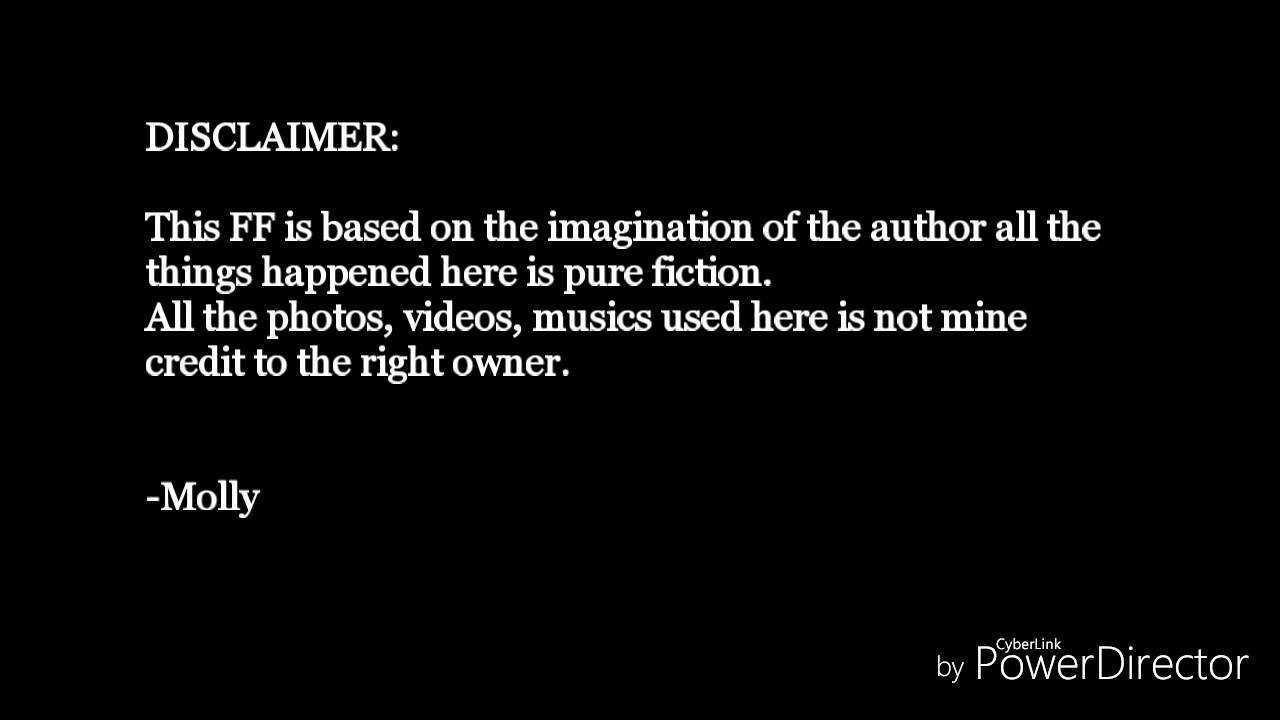 DISCLAIMER:
This FF is based on the imagination of the author all the
things happened here is pure fiction.
All the photos, videos, musics used here is not mine
credit to the right owner.
-Molly
CyberLink
by PowerDirector